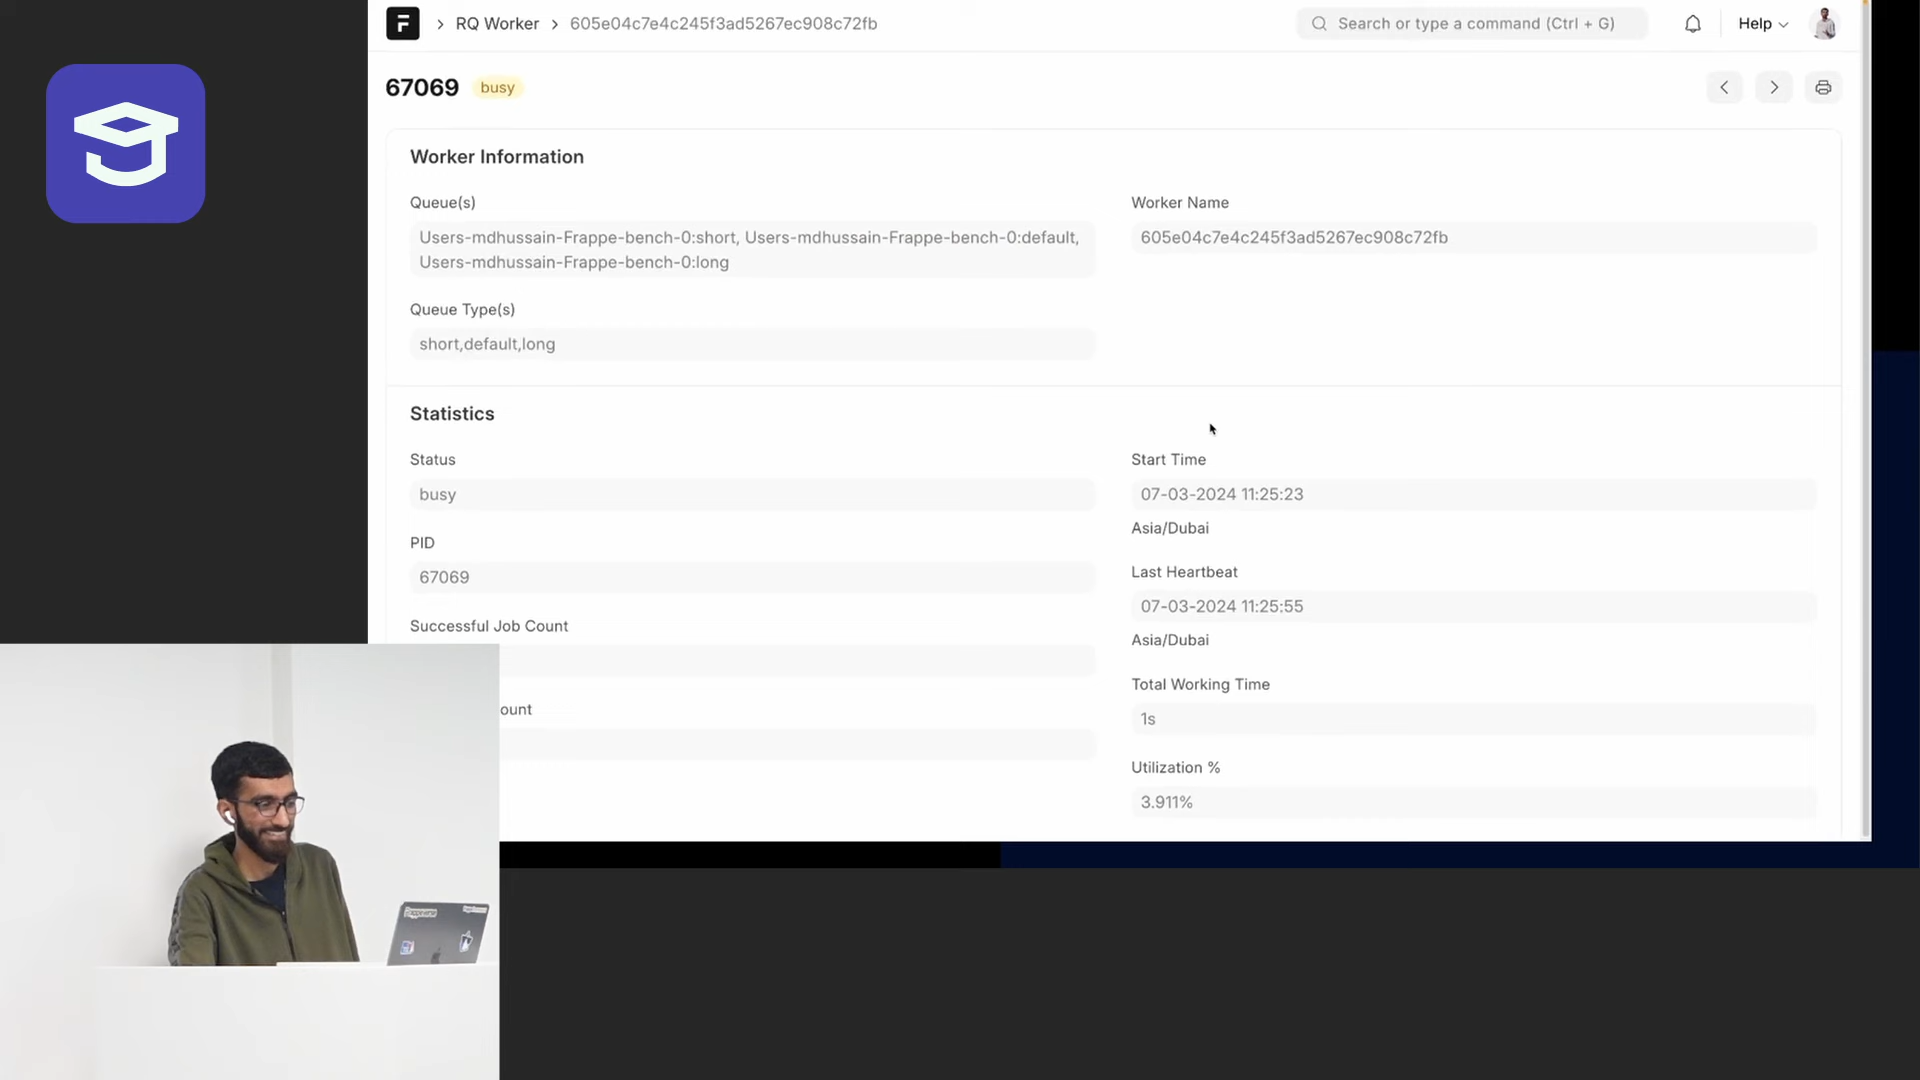 RQ Worker
605e04c7e4c245f3ad5267ec908c72fb
Search or type a command (Ctrl + G)
Help
67069
busy
Worker Information
Queue(s)
Users-mdhussain-Frappe-bench-0:short, Users-mdhussain-Frappe-bench-0:default,
Users-mdhussain-Frappe-bench-0:long
Worker Name
605e04c7e4c245f3ad5267ec908c72fb
Queue Type(s)
short,default,long
Statistics
Status
busy
PID
67069
Successful Job Count
ount
Start Time
07-03-2024 11:25:23
Asia/Dubai
Last Heartbeat
07-03-2024 11:25:55
Asia/Dubai
Total Working Time
1s
Utilization %
3.911%